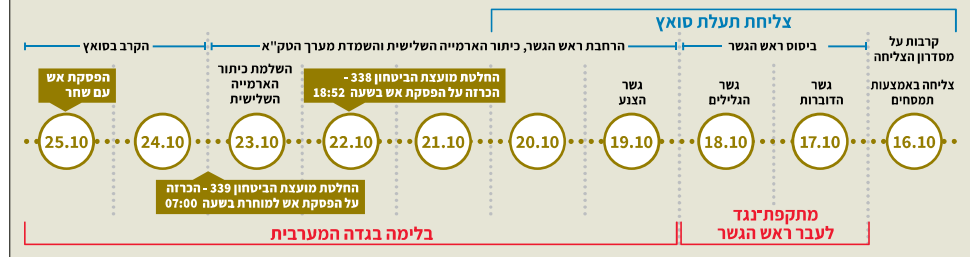 צליחת תעלת סואץ
קרבות על
מסדרון הצליחה
ביסוס ראש הגשר
הרחבת ראש הגשר, כיתור הארמייה השלישית והשמדת מערך הטק"א
הקרב בסואץ
צליחה באמצעות
תמסחים
גשר
הדוברות
גשר
הגלילים
גשר
הצנע
החלטת מועצת הביטחון 338 -
הכרזה על הפסקת אש בשעה 18:52
השלמת כיתור
הארמייה
השלישית
הפסקת אש
עם שחר
16.10
17.10
18.10
19.10
20.10
21.10
22.10
23.10
24.10
25.10
החלטת מועצת הביטחון 339 - הכרזה
על הפסקת אש למוחרת בשעה 07:00
מתקפת־נגד
לעבר ראש הגשר
בלימה בגדה המערבית